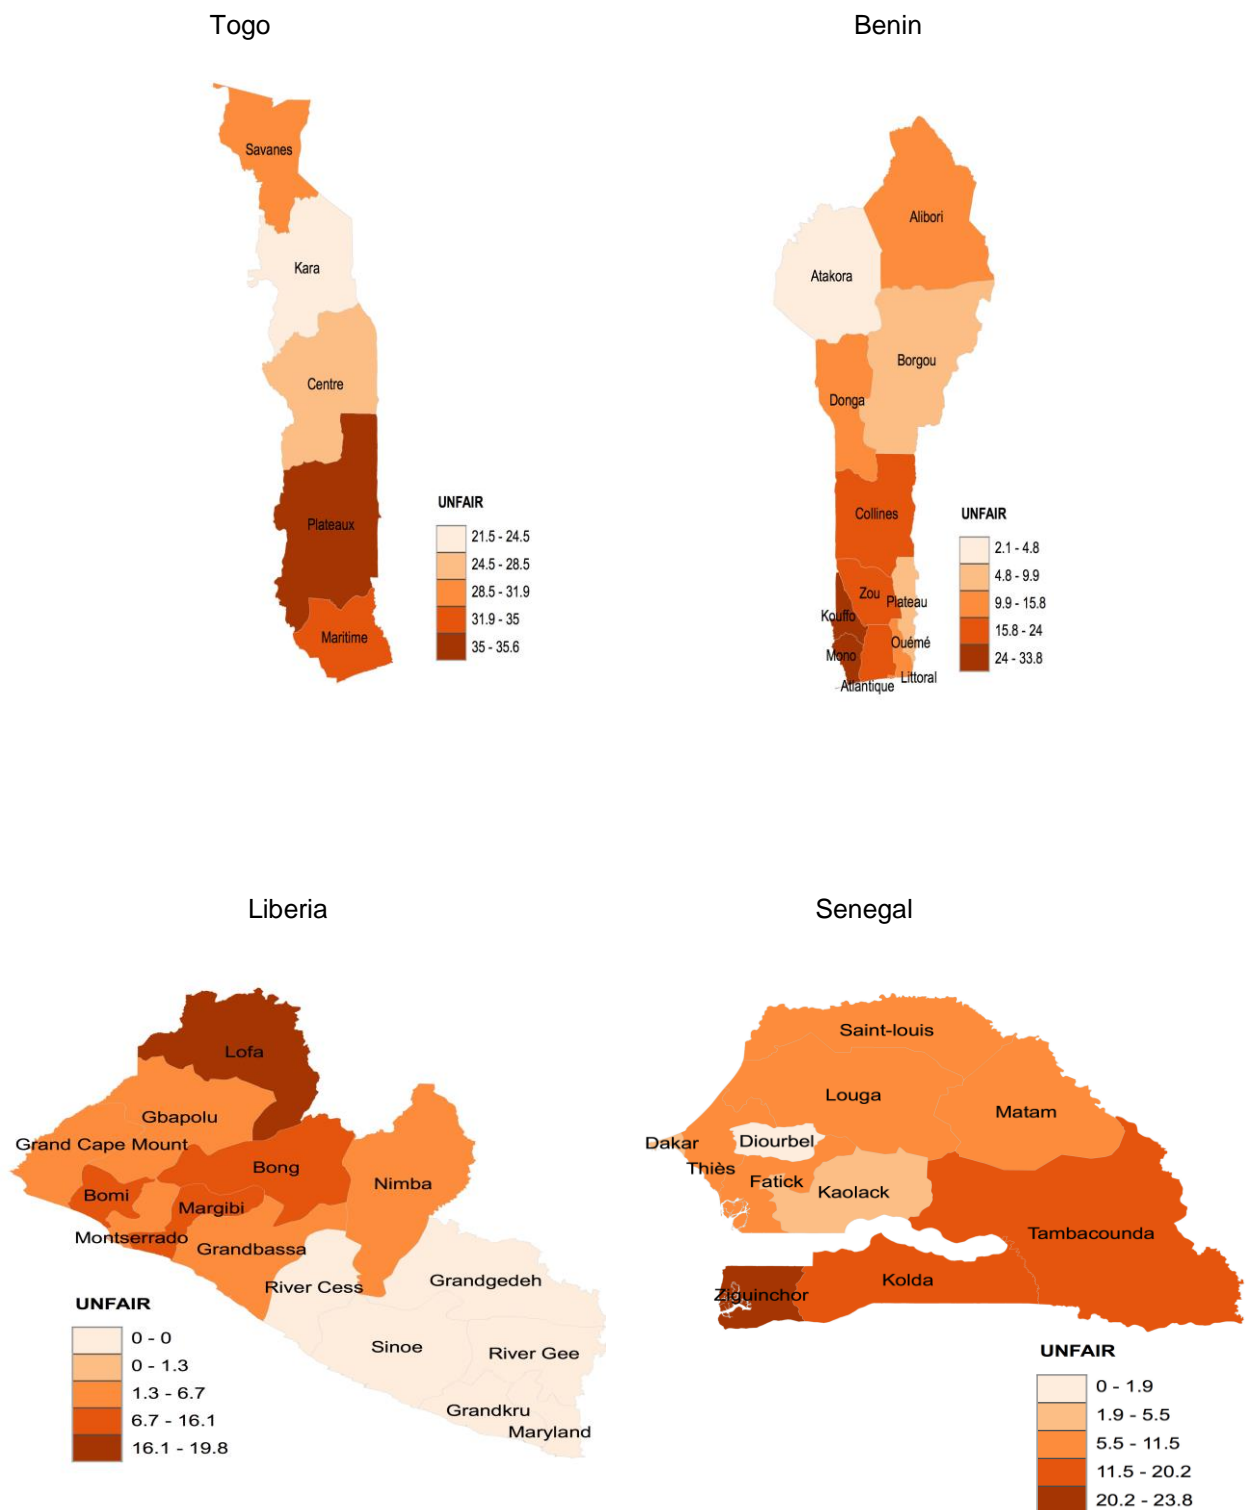 Togo
Benin
Savanes
Kara
Centre
Plateaux
Maritime
UNFAIR
21.5 - 24.5
24.5 - 28.5
28.5 - 31.9
31.9 - 35
35 - 35.6
Alibori
Atakora
Borgou
Donga
Collines
Zou
Plateau
Kouffo
Ouémé
Mono
Littoral
Atlantique
UNFAIR
2.1 - 4.8
4.8 - 9.9
9.9 - 15.8
15.8 - 24
24 - 33.8
Liberia
Senegal
Lofa
Gbapolu
Grand Cape Mount
Bong
Nimba
Bomi
Margibi
Montserrado
Grandbassa
River Cess
Grandgedeh
Sinoe
River Gee
Grandkru
Maryland
UNFAIR
0 - 0
0 - 1.3
1.3 - 6.7
6.7 - 16.1
16.1 - 19.8
Saint-louis
Louga
Matam
Dakar
Diourbel
Thiès
Fatick
Kaolack
Tambacounda
Kolda
Ziguinchor
UNFAIR
0 - 1.9
1.9 - 5.5
5.5 - 11.5
11.5 - 20.2
20.2 - 23.8